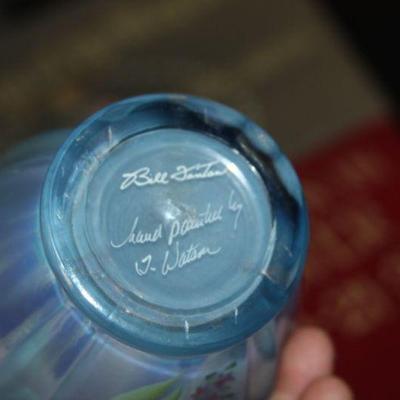 Bill Fenton
hand painted by
J. Watson